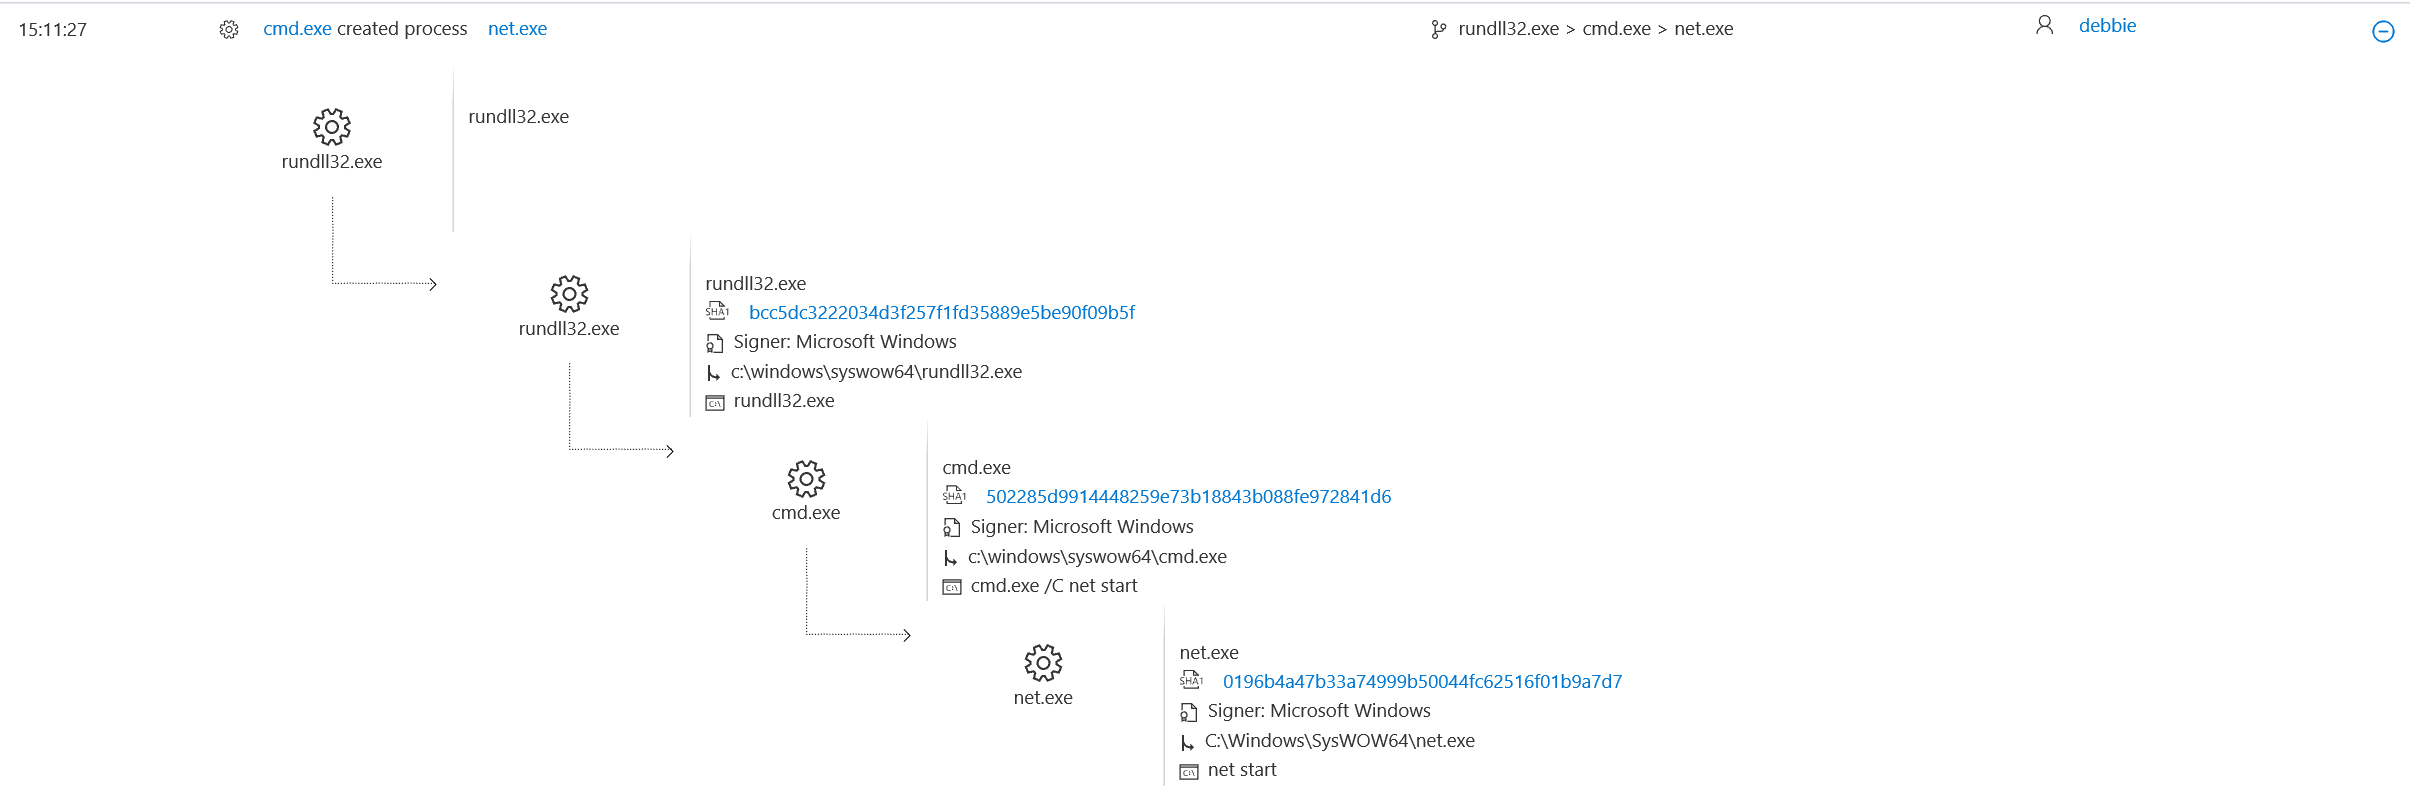 15:11:27 cmd.exe created process net.exe rundll32.exe > cmd.exe > net.exe debbie
rundll32.exe
rundll32.exe
rundll32.exe
SHA1 bcc5dc3222034d3f257f1fd35889e5be90f09b5f
Signer: Microsoft Windows
c:\windows\syswow64\rundll32.exe
C:\ rundll32.exe
rundll32.exe
cmd.exe
SHA1 502285d9914448259e73b18843b088fe972841d6
Signer: Microsoft Windows
c:\windows\syswow64\cmd.exe
C:\ cmd.exe /C net start
cmd.exe
net.exe
SHA1 0196b4a47b33a74999b50044fc62516f01b9a7d7
Signer: Microsoft Windows
C:\Windows\SysWOW64\net.exe
C:\ net start
net.exe